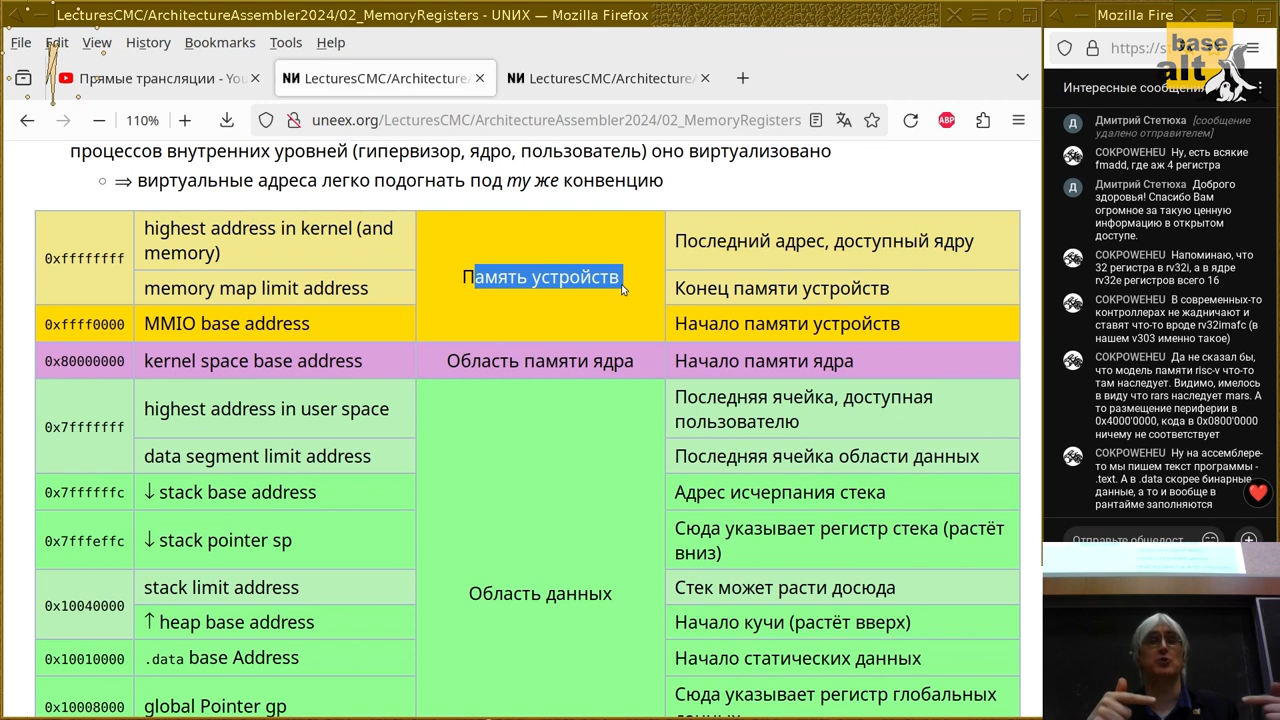 LecturesCMC/ArchitectureAssembler2024/02_MemoryRegisters - UNИX — Mozilla Firefox
File Edit View History Bookmarks Tools Help
Прямые трансляции - You
LecturesCMC/Architecture
LecturesCMC/Architecture
110%
uneex.org/LecturesCMC/ArchitectureAssembler2024/02_MemoryRegisters
процессов внутренних уровней (гипервизор, ядро, пользователь) оно виртуализовано
⇒ виртуальные адреса легко подогнать под ту же конвенцию
0xffffffff
highest address in kernel (and
memory)
Память устройств
Последний адрес, доступный ядру
memory map limit address
Конец памяти устройств
0xffff0000
MMIO base address
Начало памяти устройств
0x80000000
kernel space base address
Область памяти ядра
Начало памяти ядра
0x7fffffff
highest address in user space
Последняя ячейка, доступная
пользователю
data segment limit address
Последняя ячейка области данных
0x7ffffffc
↓ stack base address
Адрес исчерпания стека
0x7fffeffc
↓ stack pointer sp
Сюда указывает регистр стека (растёт
вниз)
0x10040000
stack limit address
Область данных
Стек может расти досюда
↑ heap base address
Начало кучи (растёт вверх)
0x10010000
.data base Address
Начало статических данных
0x10008000
global Pointer gp
Сюда указывает регистр глобальных
Mozilla Fire
https://s
base
alt
Интересные сообщения
Д
Дмитрий Стетюха [сообщение
удалено отправителем]
COKPOWEHEU Ну, есть всякие
fmadd, где аж 4 регистра
Д
Дмитрий Стетюха Доброго
здоровья! Спасибо Вам
огромное за такую ценную
информацию в открытом
доступе.
COKPOWEHEU Напоминаю, что
32 регистра в rv32i, а в ядре
rv32e регистров всего 16
COKPOWEHEU В современных-то
контроллерах не жадничают и
ставят что-то вроде rv32imafc (в
нашем v303 именно такое)
COKPOWEHEU Да не сказал бы,
что модель памяти risc-v что-то
там наследует. Видимо, имелось
в виду что rars наследует mars. А
то размещение периферии в
0x4000'0000, кода в 0x0800'0000
ничему не соответствует
COKPOWEHEU Ну на ассемблере-
то мы пишем текст программы -
.text. А в .data скорее бинарные
данные, а то и вообще в
рантайме заполняются